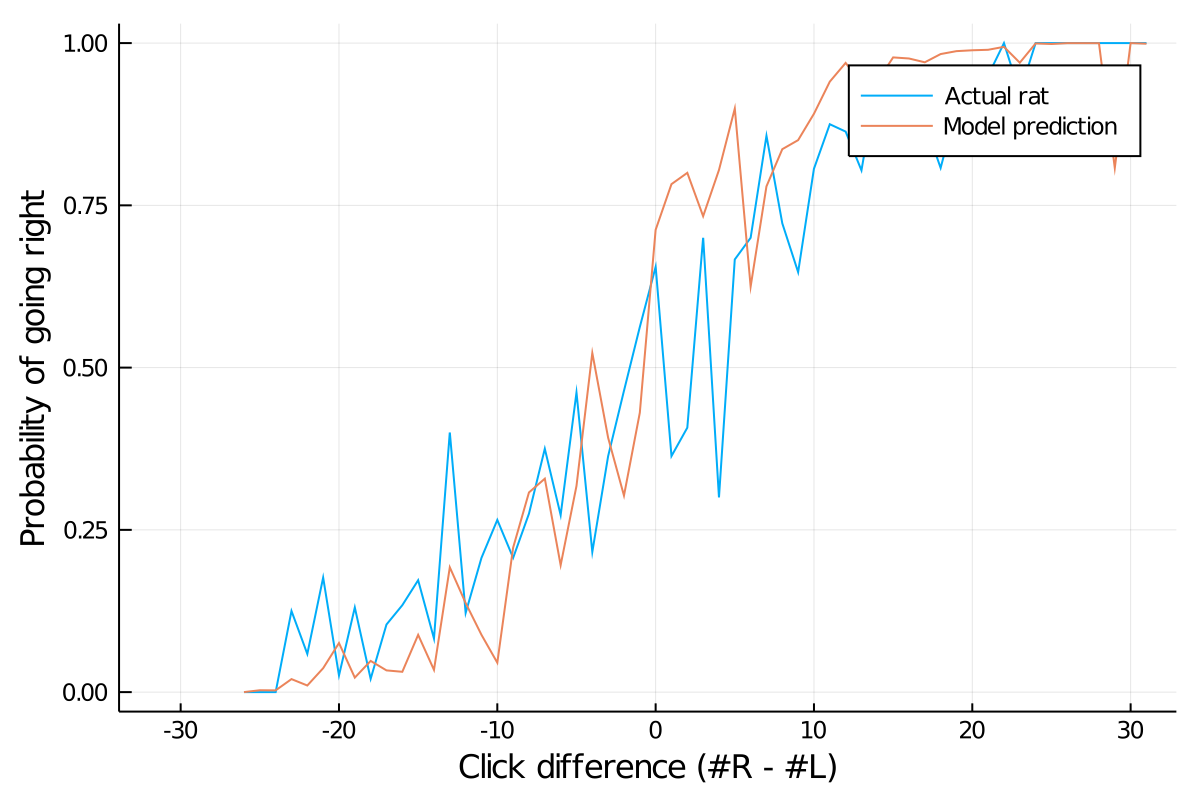 1.00
0.75
0.50
0.25
0.00
Probability of going right
Actual rat
Model prediction
-30 -20 -10 0 10 20 30
Click difference (#R - #L)